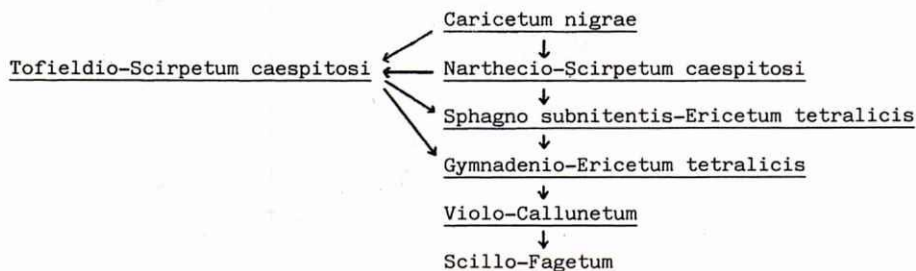 Caricetum nigrae
Tofieldio-Scirpetum caespitosi
Narthecio-Scirpetum caespitosi
Sphagno subnitentis-Ericetum tetralicis
Gymnadenio-Ericetum tetralicis
Violo-Callunetum
Scillo-Fagetum